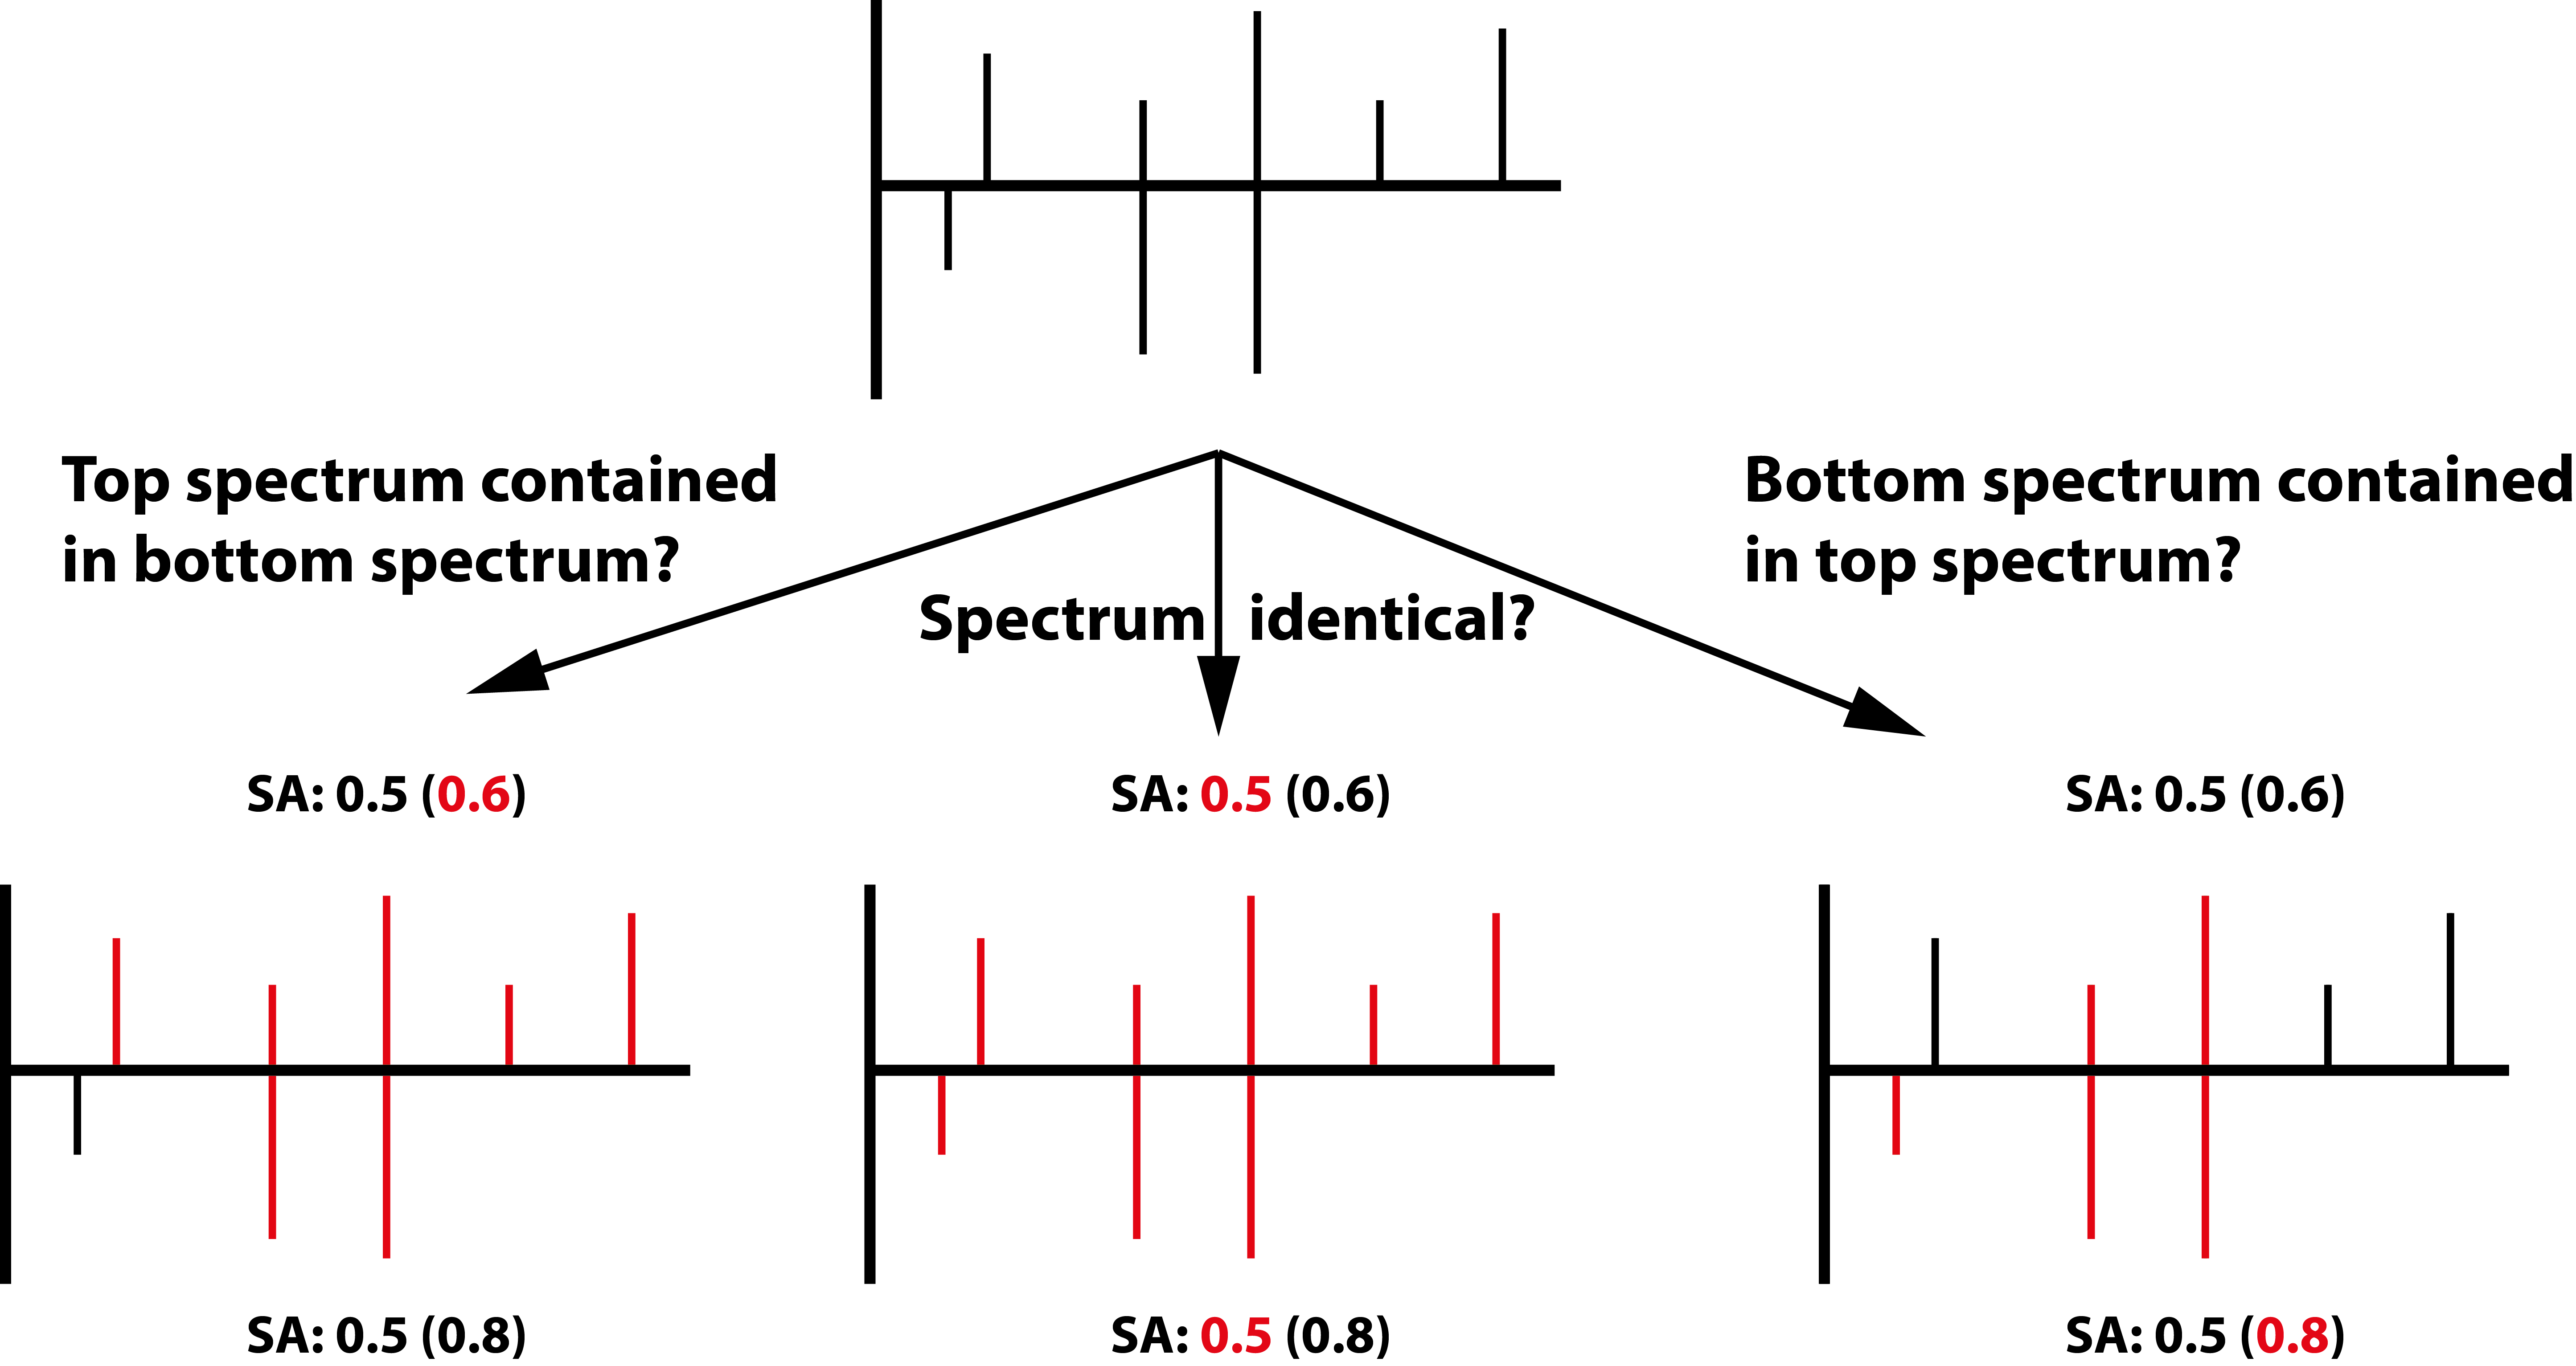 Top spectrum contained
in bottom spectrum?
Spectrum identical?
Bottom spectrum contained
in top spectrum?
SA: 0.5 (0.6)
SA: 0.5 (0.6)
SA: 0.5 (0.6)
SA: 0.5 (0.8)
SA: 0.5 (0.8)
SA: 0.5 (0.8)